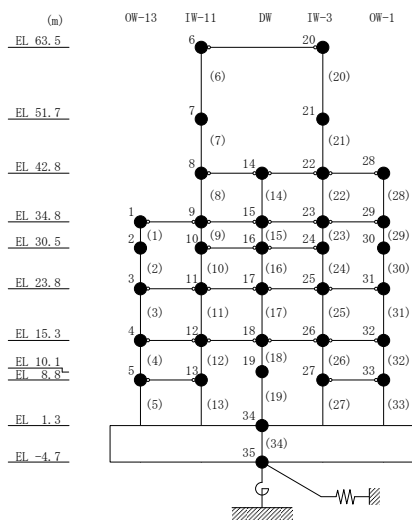 (m) OW-13 IW-11 DW IW-3 OW-1
EL 63.5 6 20
(6) (20)
EL 51.7 7 21
(7) (21)
EL 42.8 8 14 22 28
(8) (14) (22) (28)
EL 34.8 1 9 15 23 29
(1) (9) (15) (23) (29)
EL 30.5 2 10 16 24 30
(2) (10) (16) (24) (30)
EL 23.8 3 11 17 25 31
(3) (11) (17) (25) (31)
EL 15.3 4 12 18 26 32
(4) (12) (18) (26) (32)
EL 10.1 19
EL 8.8 5 13 27 33
(5) (13) (19) (27) (33)
EL 1.3 34
(34)
EL -4.7 35